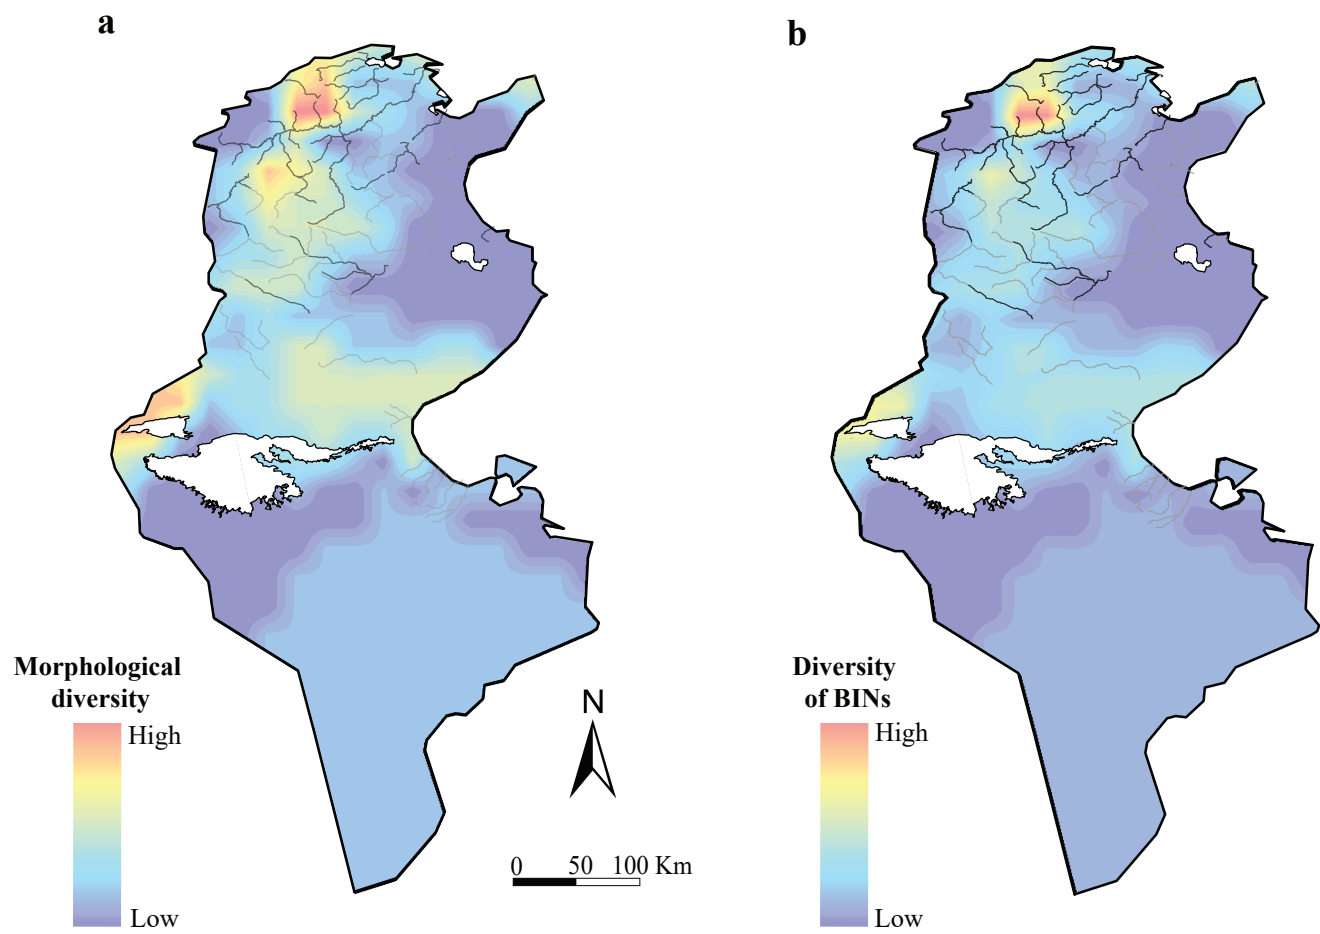 a
b
Morphological
diversity
High
Low
N
0 50 100 Km
Diversity
of BINs
High
Low